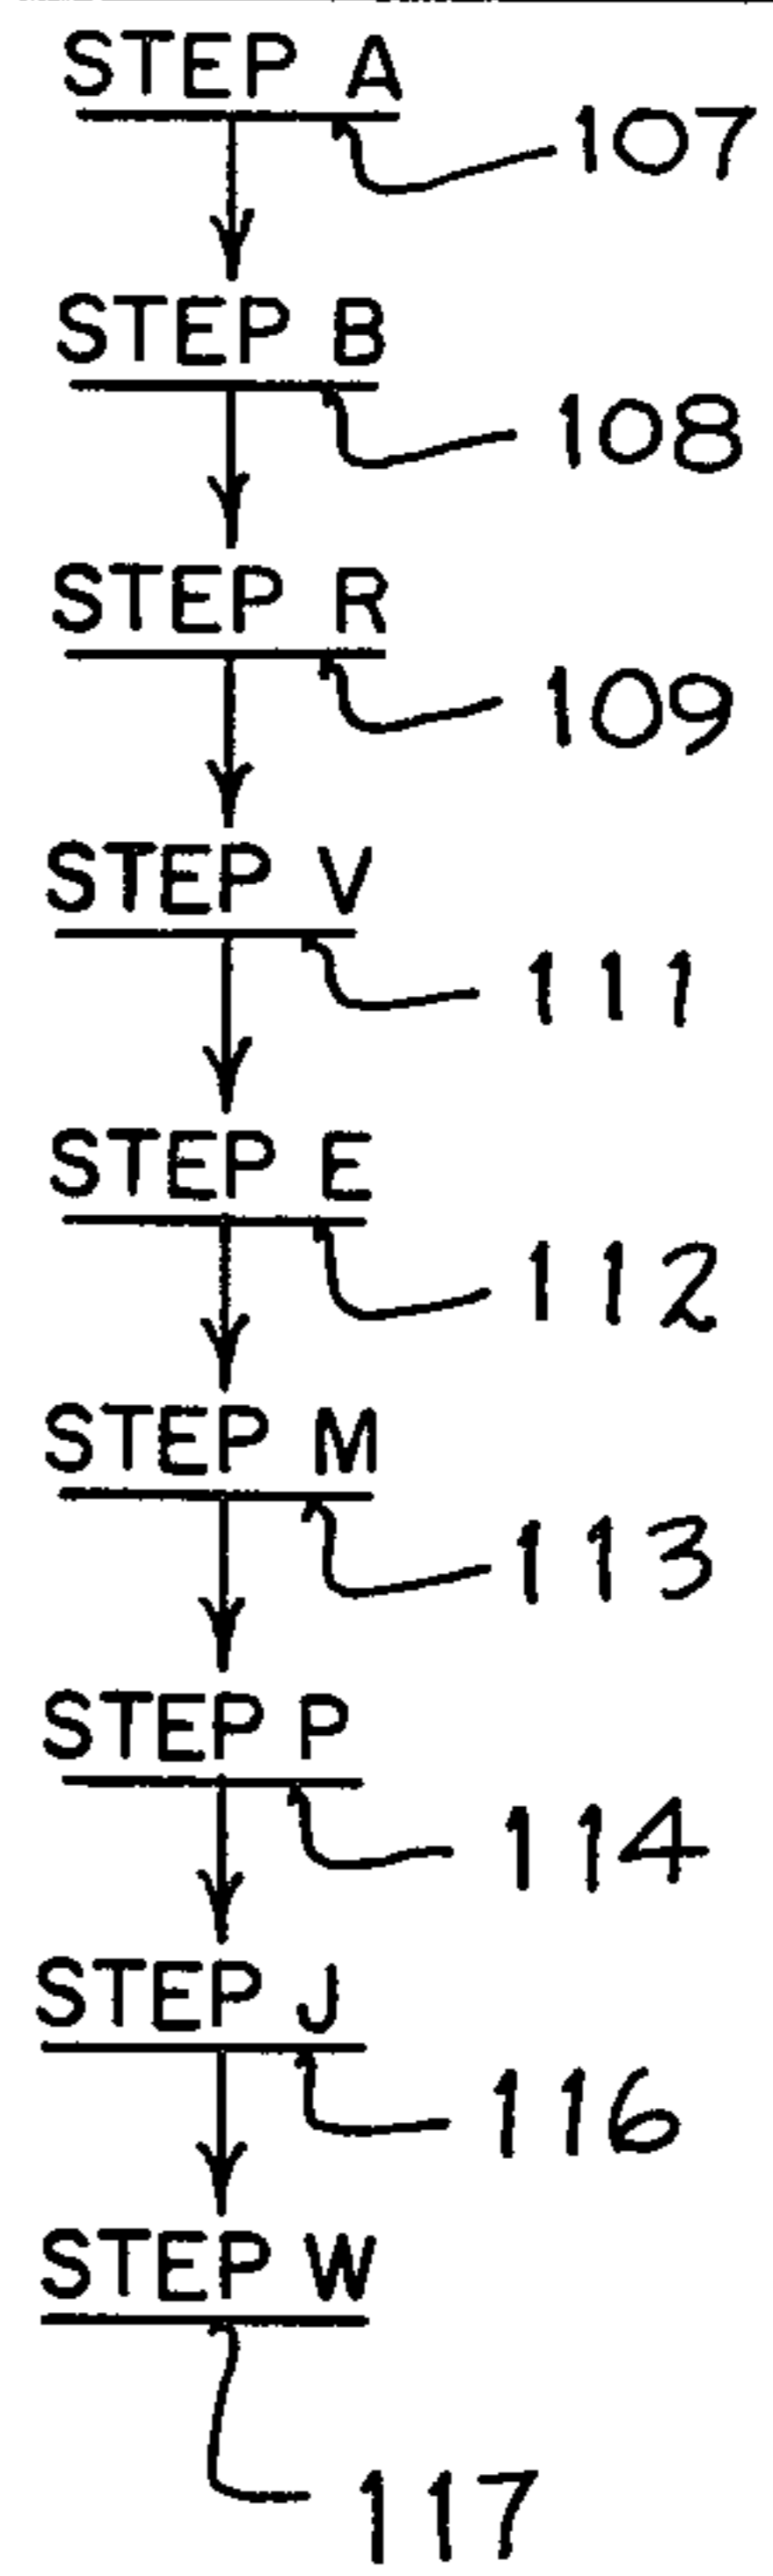 STEP A
107
STEP B
108
STEP R
109
STEP V
111
STEP E
112
STEP M
113
STEP P
114
STEP J
116
STEP W
117